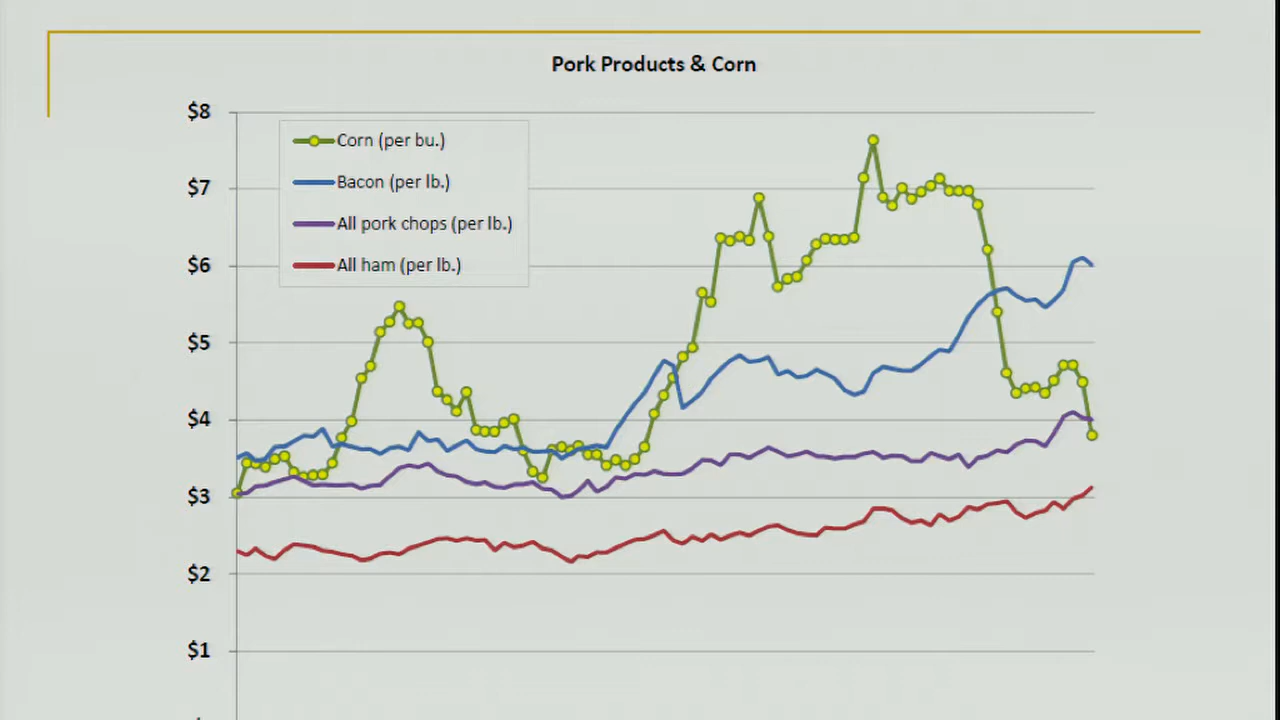 Pork Products & Corn
$8
Corn (per bu.)
Bacon (per lb.)
$7
All pork chops (per lb.)
All ham (per lb.)
$6
$5
$4
$3
$2
$1